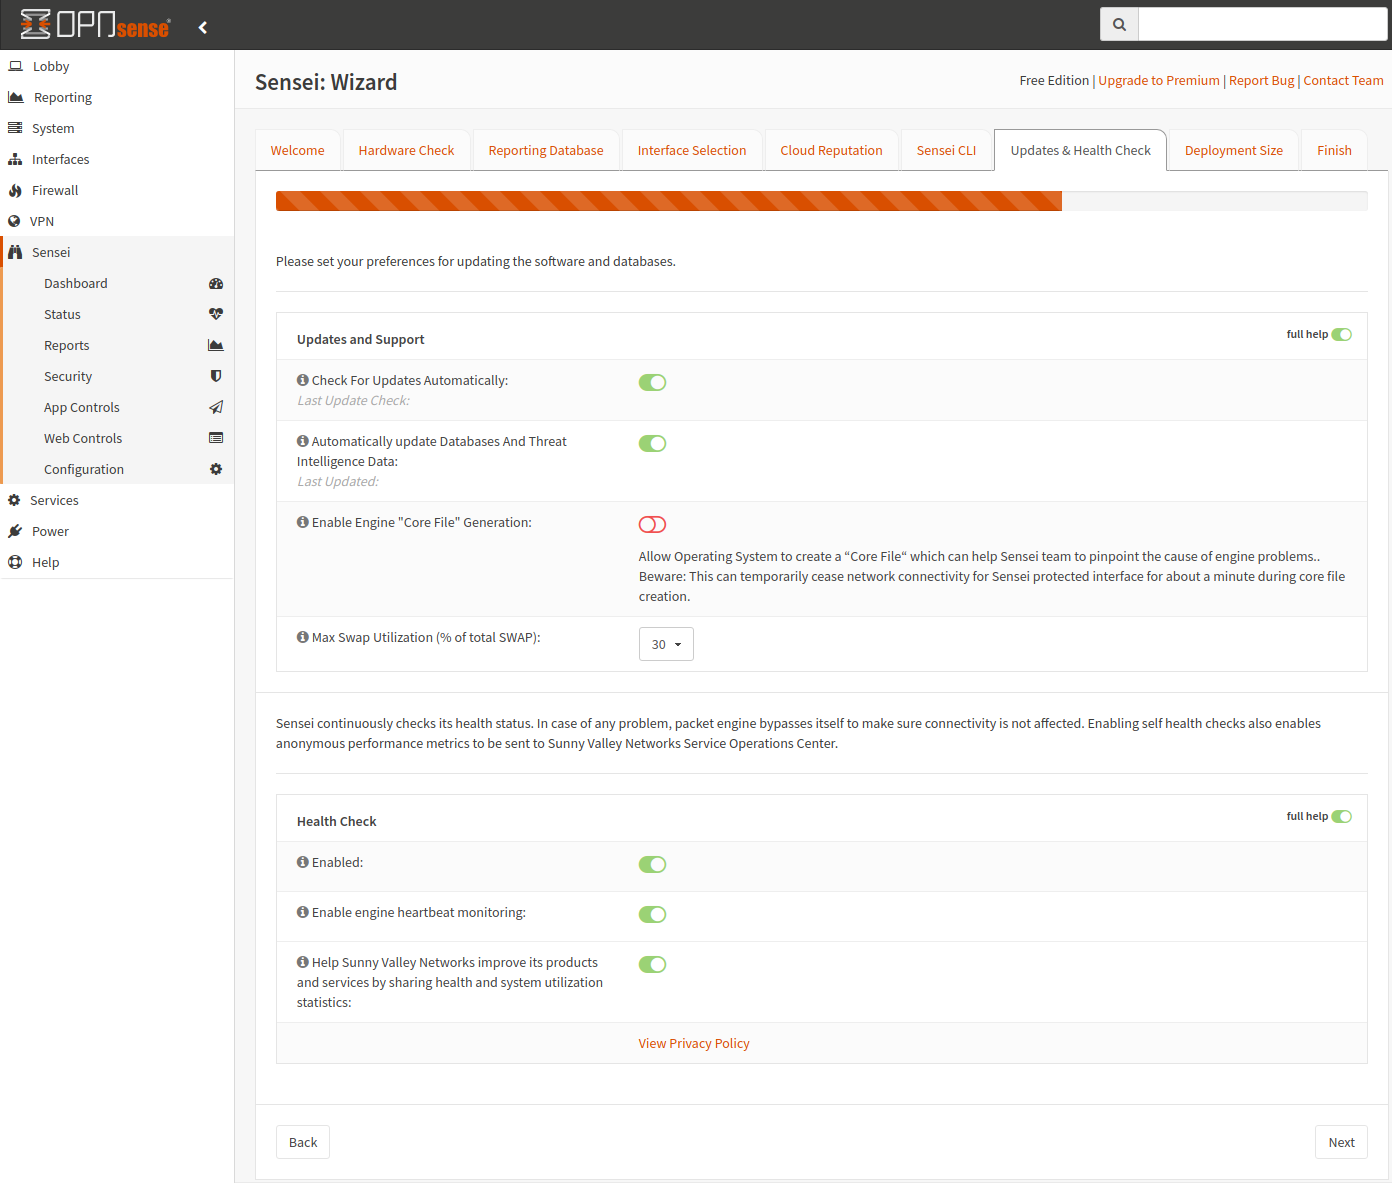 OPNsense®
Lobby
Reporting
System
Interfaces
Firewall
VPN
Sensei
Dashboard
Status
Reports
Security
App Controls
Web Controls
Configuration
Services
Power
Help
Sensei: Wizard
Free Edition | Upgrade to Premium | Report Bug | Contact Team
Welcome
Hardware Check
Reporting Database
Interface Selection
Cloud Reputation
Sensei CLI
Updates & Health Check
Deployment Size
Finish
Please set your preferences for updating the software and databases.
Updates and Support
full help
Check For Updates Automatically:
Last Update Check:
Automatically update Databases And Threat
Intelligence Data:
Last Updated:
Enable Engine "Core File" Generation:
Allow Operating System to create a “Core File“ which can help Sensei team to pinpoint the cause of engine problems..
Beware: This can temporarily cease network connectivity for Sensei protected interface for about a minute during core file
creation.
Max Swap Utilization (% of total SWAP):
30
Sensei continuously checks its health status. In case of any problem, packet engine bypasses itself to make sure connectivity is not affected. Enabling self health checks also enables
anonymous performance metrics to be sent to Sunny Valley Networks Service Operations Center.
Health Check
full help
Enabled:
Enable engine heartbeat monitoring:
Help Sunny Valley Networks improve its products
and services by sharing health and system utilization
statistics:
View Privacy Policy
Back
Next